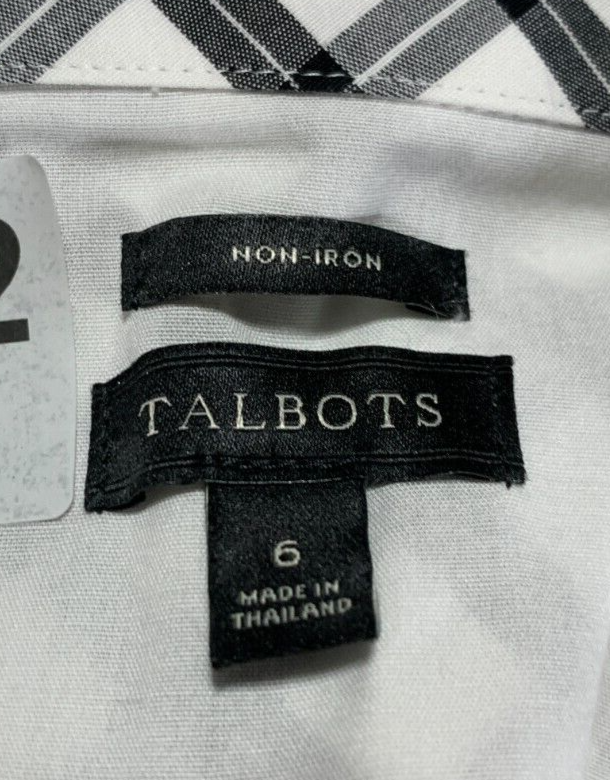 NON-IRON
TALBOTS
6
MADE IN
THAILAND